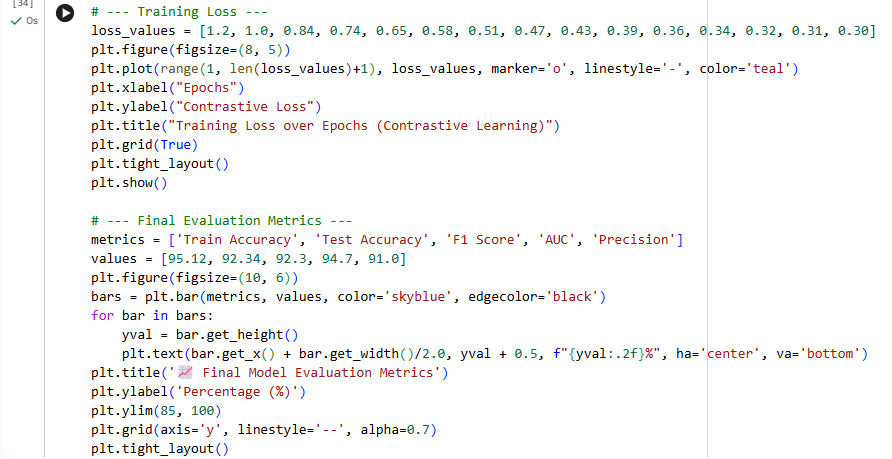 [34]
0s
# --- Training Loss ---
loss_values = [1.2, 1.0, 0.84, 0.74, 0.65, 0.58, 0.51, 0.47, 0.43, 0.39, 0.36, 0.34, 0.32, 0.31, 0.30]
plt.figure(figsize=(8, 5))
plt.plot(range(1, len(loss_values)+1), loss_values, marker='o', linestyle='-', color='teal')
plt.xlabel("Epochs")
plt.ylabel("Contrastive Loss")
plt.title("Training Loss over Epochs (Contrastive Learning)")
plt.grid(True)
plt.tight_layout()
plt.show()
# --- Final Evaluation Metrics ---
metrics = ['Train Accuracy', 'Test Accuracy', 'F1 Score', 'AUC', 'Precision']
values = [95.12, 92.34, 92.3, 94.7, 91.0]
plt.figure(figsize=(10, 6))
bars = plt.bar(metrics, values, color='skyblue', edgecolor='black')
for bar in bars:
    yval = bar.get_height()
    plt.text(bar.get_x() + bar.get_width()/2.0, yval + 0.5, f"{yval:.2f}%", ha='center', va='bottom')
plt.title('📈 Final Model Evaluation Metrics')
plt.ylabel('Percentage (%)')
plt.ylim(85, 100)
plt.grid(axis='y', linestyle='--', alpha=0.7)
plt.tight_layout()